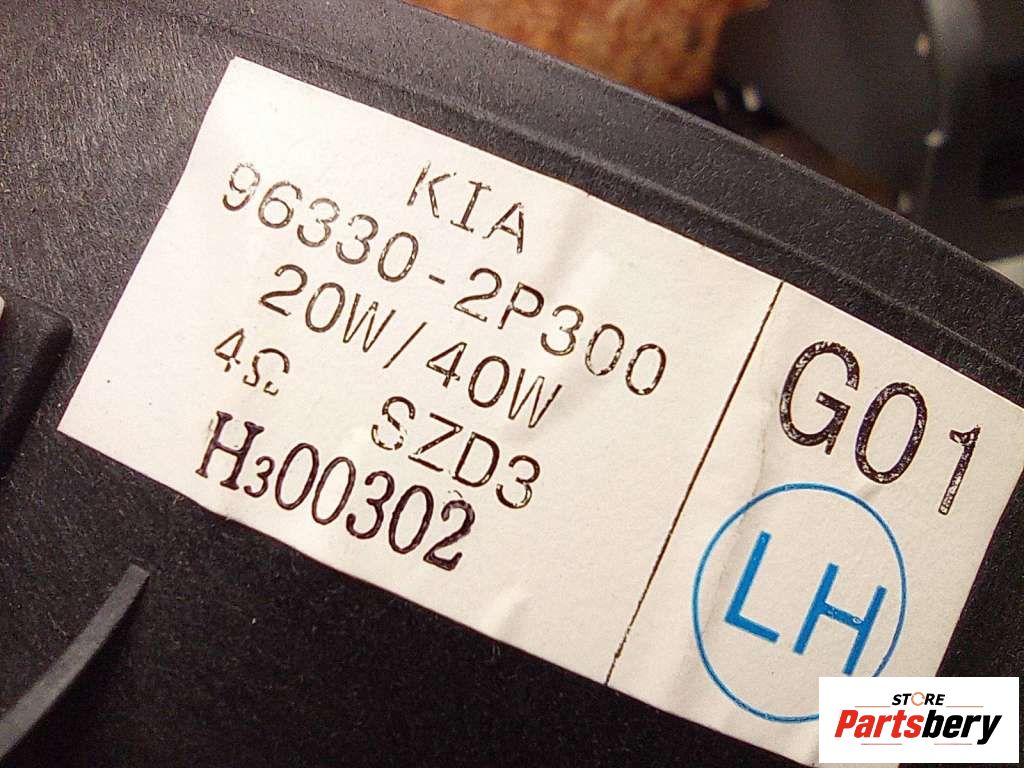 KIA
96330-2P300
20W/40W
4Ω SZD3
H300302
G01
LH
STORE
Partsbery